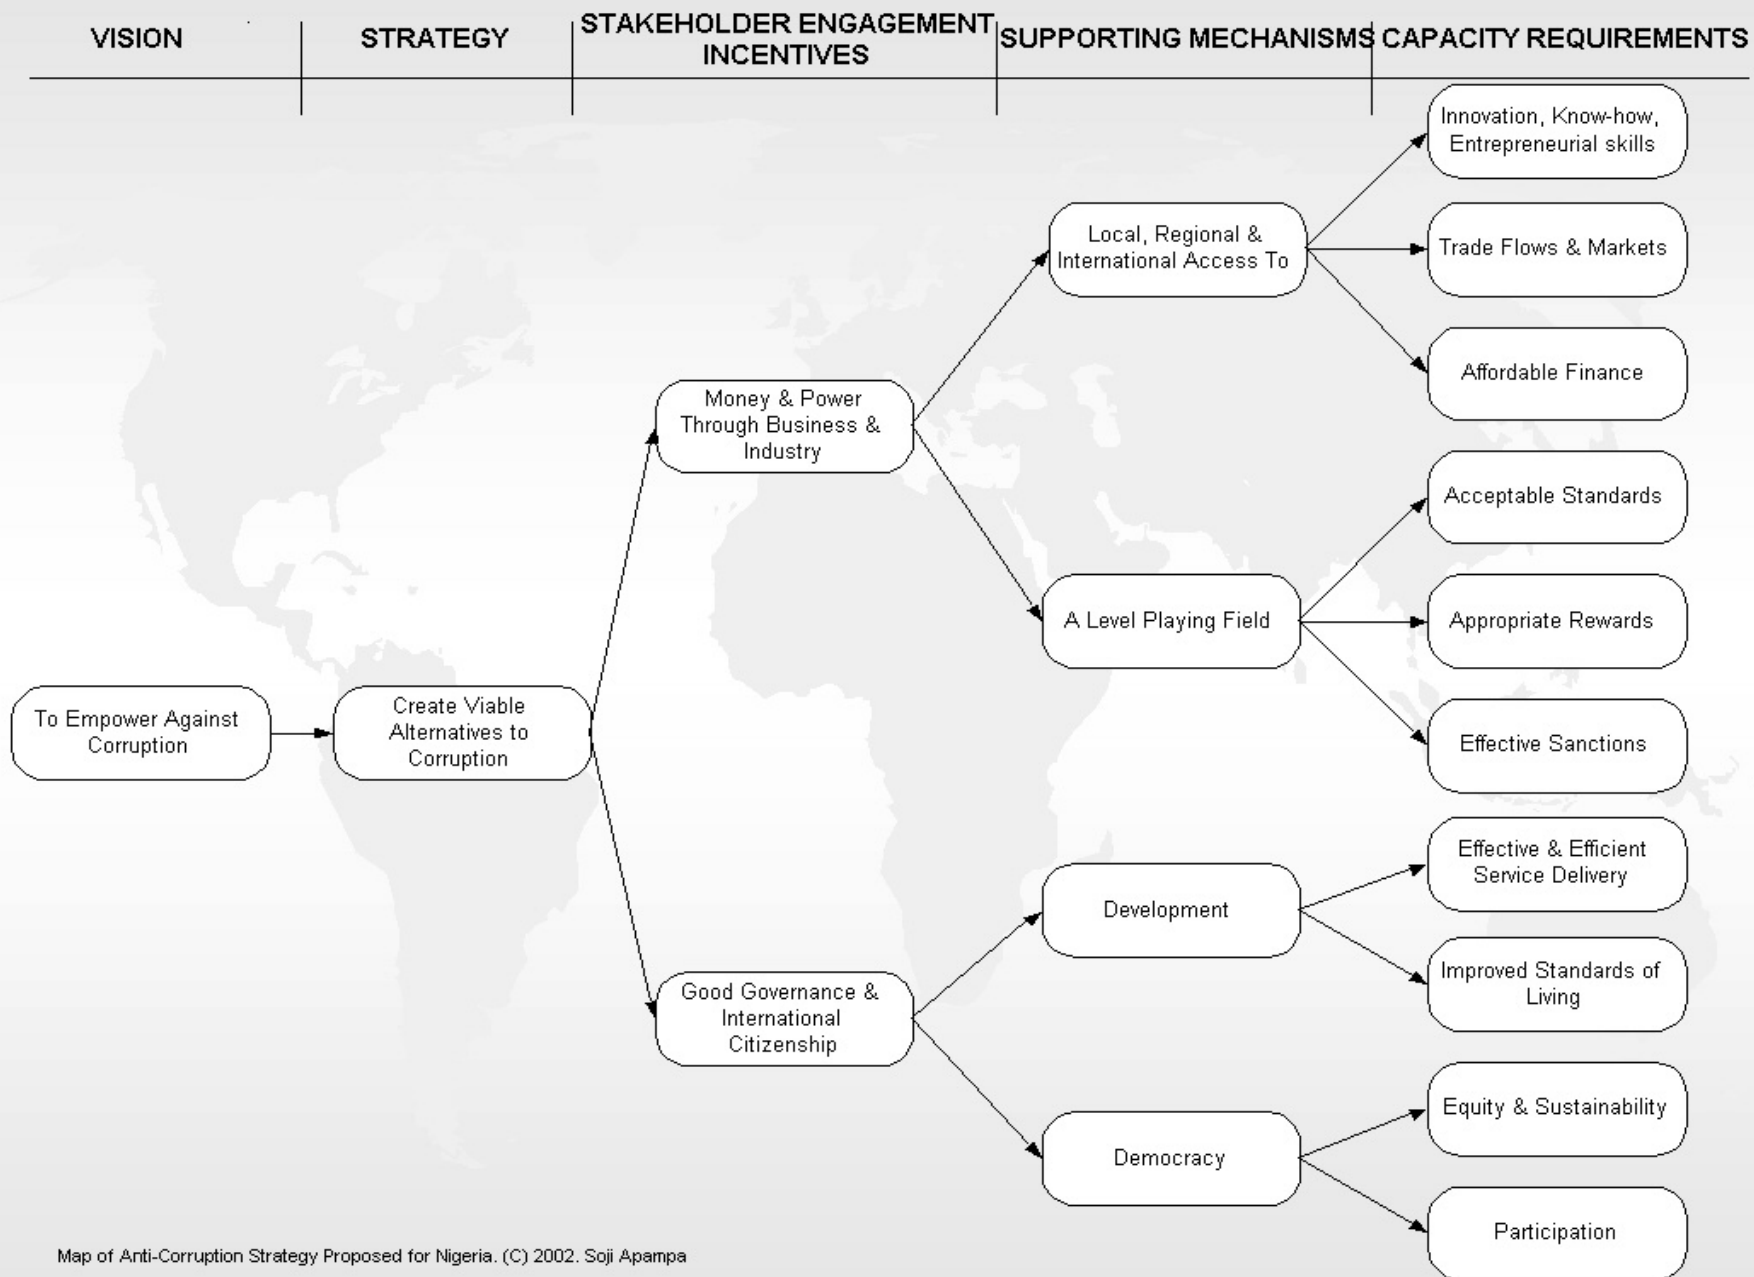 VISION
STRATEGY
STAKEHOLDER ENGAGEMENT
INCENTIVES
SUPPORTING MECHANISMS
CAPACITY REQUIREMENTS
To Empower Against
Corruption
Create Viable
Alternatives to
Corruption
Money & Power
Through Business &
Industry
Good Governance &
International
Citizenship
Local, Regional &
International Access To
A Level Playing Field
Development
Democracy
Innovation, Know-how,
Entrepreneurial skills
Trade Flows & Markets
Affordable Finance
Acceptable Standards
Appropriate Rewards
Effective Sanctions
Effective & Efficient
Service Delivery
Improved Standards of
Living
Equity & Sustainability
Participation
Map of Anti-Corruption Strategy Proposed for Nigeria. (C) 2002. Soji Apampa